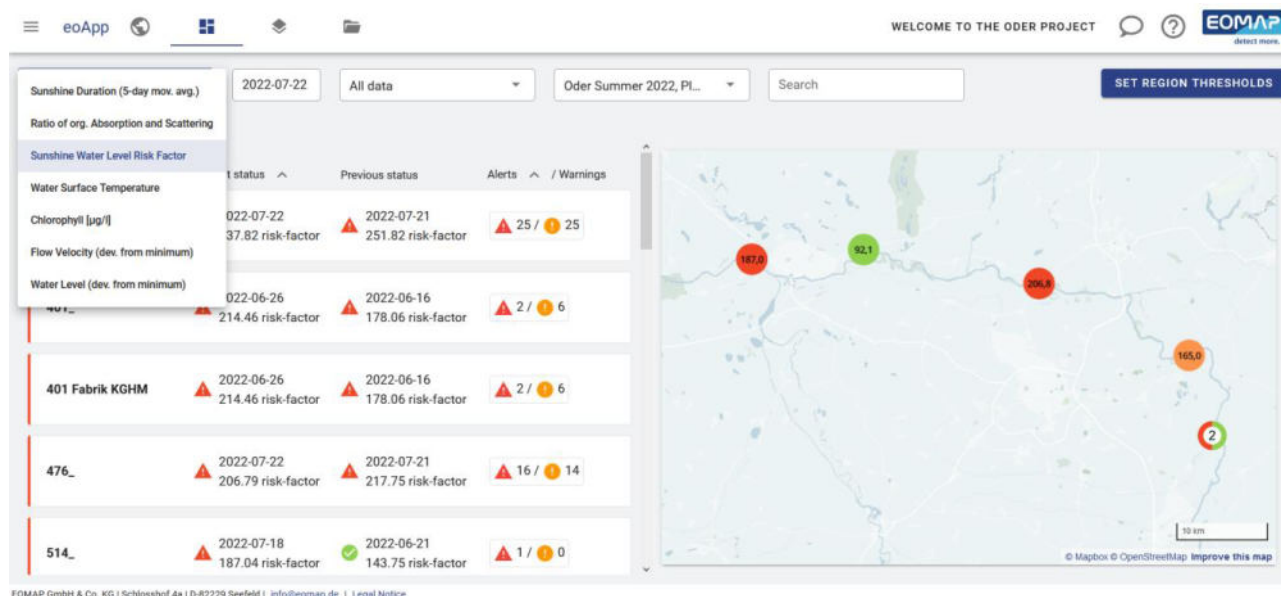 eoApp
WELCOME TO THE ODER PROJECT
EOMAP
detect more.
2022-07-22
All data
Oder Summer 2022, Pl...
Search
SET REGION THRESHOLDS
Sunshine Duration (5-day mov. avg.)
Ratio of org. Absorption and Scattering
Sunshine Water Level Risk Factor
Water Surface Temperature
Chlorophyll [µg/l]
Flow Velocity (dev. from minimum)
Water Level (dev. from minimum)
t status Previous status Alerts / Warnings
022-07-22 2022-07-21
37.82 risk-factor 251.82 risk-factor
25 / 25
2022-06-26 2022-06-16
401_
214.46 risk-factor 178.06 risk-factor
2 / 6
401 Fabrik KGHM
2022-06-26 2022-06-16
214.46 risk-factor 178.06 risk-factor
2 / 6
476_
2022-07-22 2022-07-21
206.79 risk-factor 217.75 risk-factor
16 / 14
514_
2022-07-18 2022-06-21
187.04 risk-factor 143.75 risk-factor
1 / 0
187,0
92,1
206,8
165,0
2
10 km
© Mapbox © OpenStreetMap Improve this map
EOMAP GmbH & Co. KG | Schlosshof 4a | D-82229 Seefeld | info@eomap.de | Legal Notice